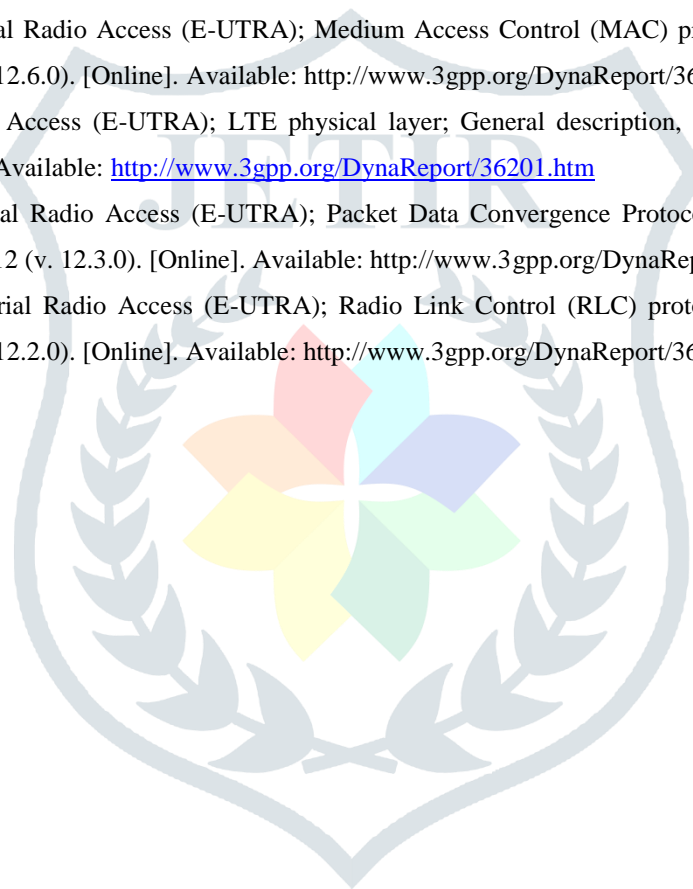 al Radio Access (E-UTRA); Medium Access Control (MAC) p
12.6.0). [Online]. Available: http://www.3gpp.org/DynaReport/36
Access (E-UTRA); LTE physical layer; General description,
Available: http://www.3gpp.org/DynaReport/36201.htm
al Radio Access (E-UTRA); Packet Data Convergence Protoc
12 (v. 12.3.0). [Online]. Available: http://www.3gpp.org/DynaRep
rial Radio Access (E-UTRA); Radio Link Control (RLC) proto
12.2.0). [Online]. Available: http://www.3gpp.org/DynaReport/36
JETIR